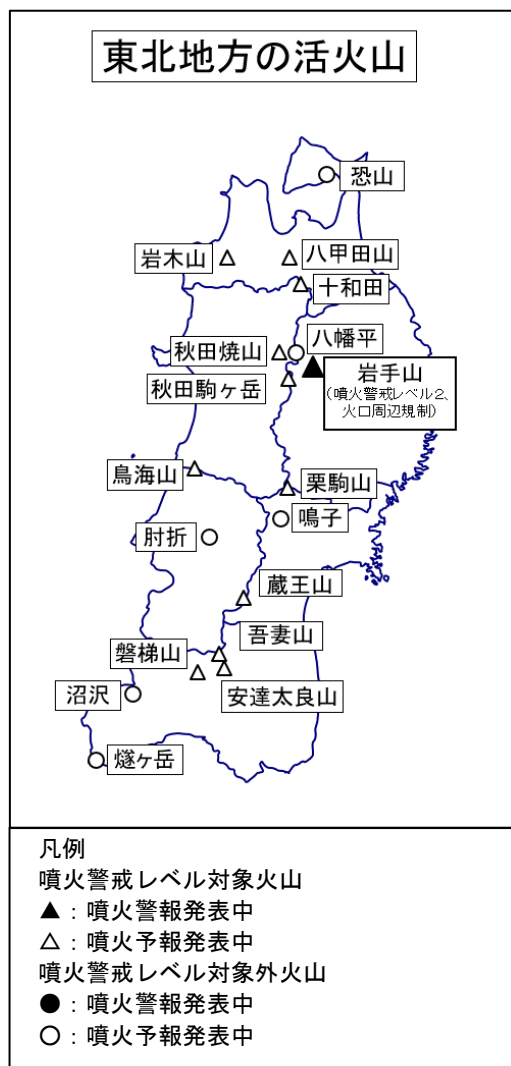 東北地方の活火山
恐山
岩木山
八甲田山
十和田
八幡平
秋田焼山
岩手山
(噴火警戒レベル2、
火口周辺規制)
秋田駒ヶ岳
鳥海山
栗駒山
鳴子
肘折
蔵王山
吾妻山
磐梯山
安達太良山
沼沢
燧ヶ岳
凡例
噴火警戒レベル対象火山
▲：噴火警報発表中
△：噴火予報発表中
噴火警戒レベル対象外火山
●：噴火警報発表中
○：噴火予報発表中